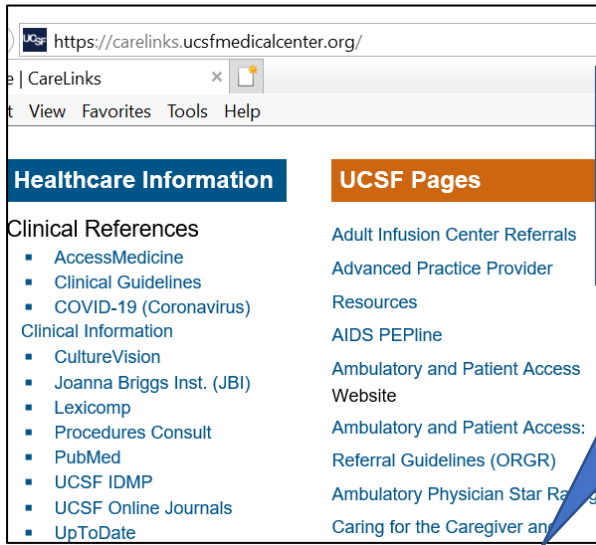 UCSF https://carelinks.ucsfmedicalcenter.org/
e | CareLinks
t View Favorites Tools Help
Healthcare Information
Clinical References
▪ AccessMedicine
▪ Clinical Guidelines
▪ COVID-19 (Coronavirus)
Clinical Information
▪ CultureVision
▪ Joanna Briggs Inst. (JBI)
▪ Lexicomp
▪ Procedures Consult
▪ PubMed
▪ UCSF IDMP
▪ UCSF Online Journals
▪ UpToDate
UCSF Pages
Adult Infusion Center Referrals
Advanced Practice Provider
Resources
AIDS PEPline
Ambulatory and Patient Access
Website
Ambulatory and Patient Access:
Referral Guidelines (ORGR)
Ambulatory Physician Star
Caring for the Caregiver